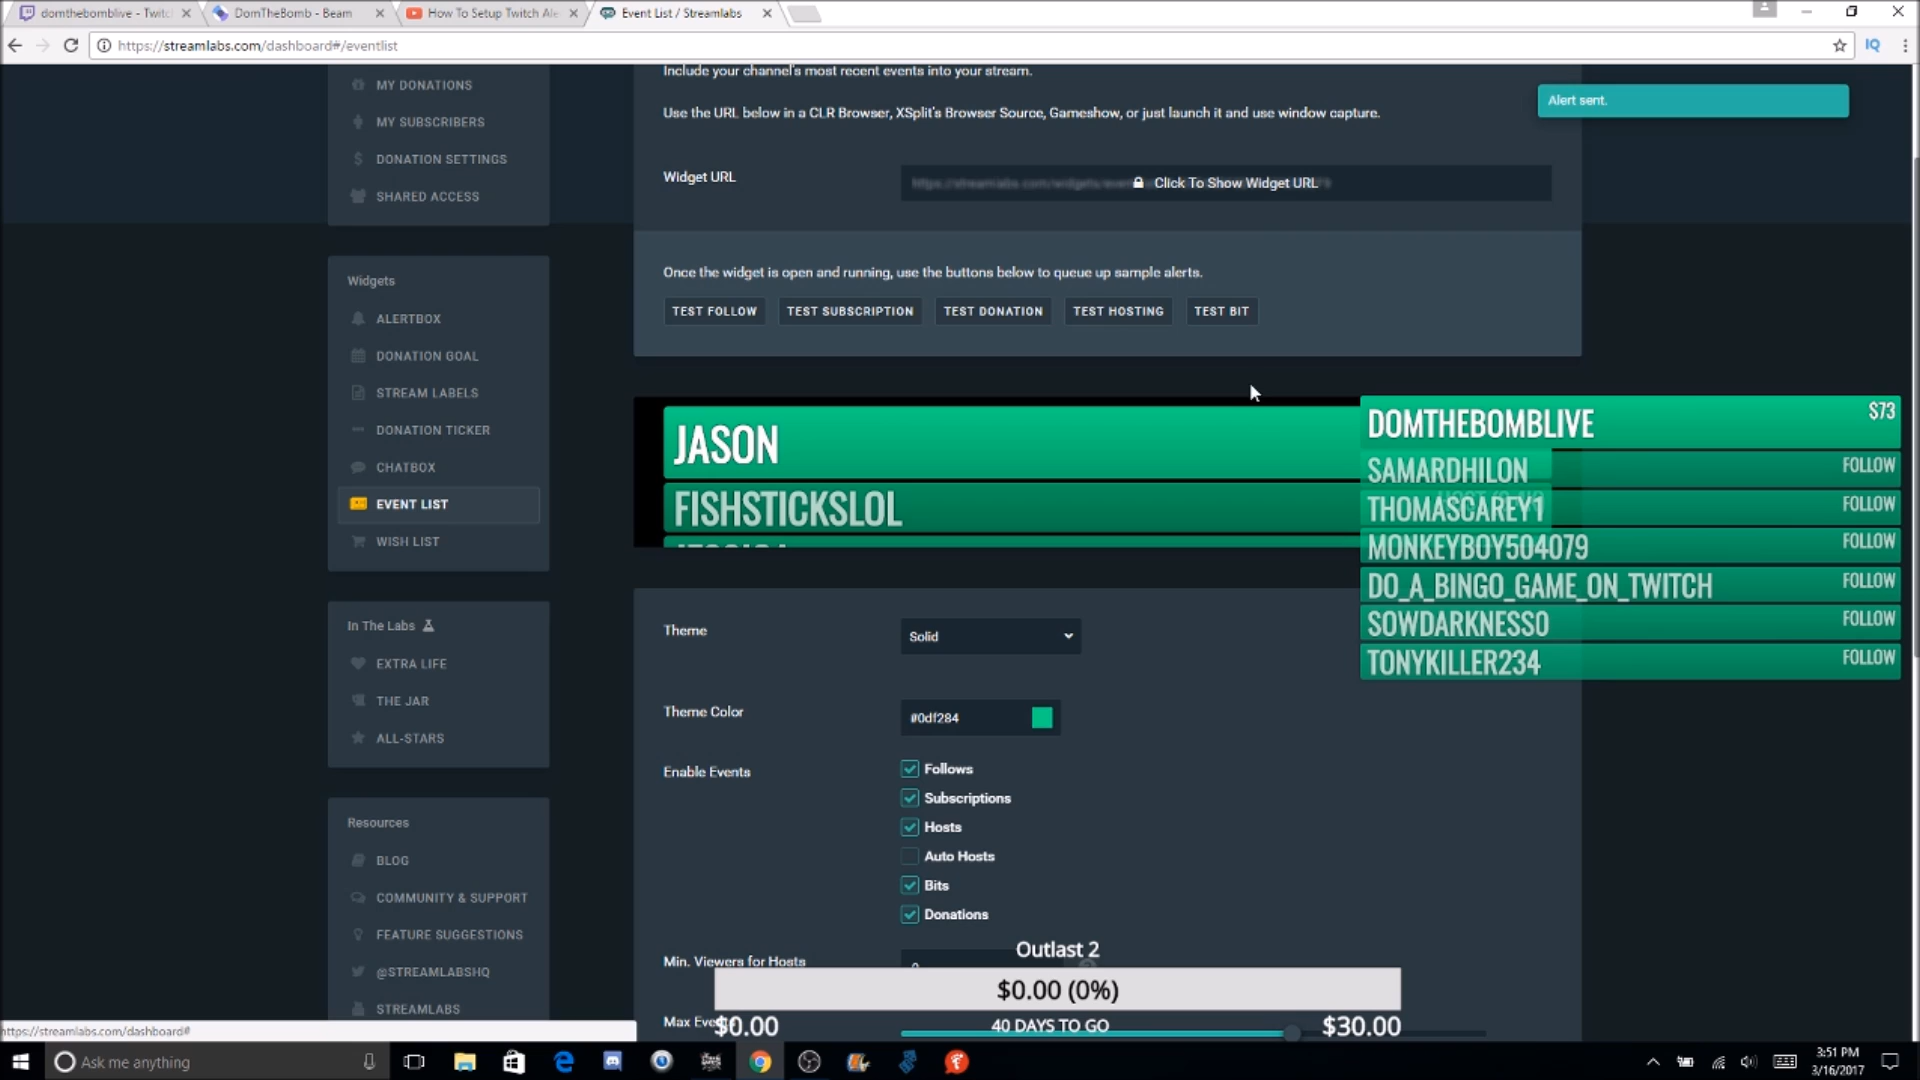 domthebomblive - Twitc
DomTheBomb - Beam
How To Setup Twitch Ale
Event List / Streamlabs
https://streamlabs.com/dashboard#/eventlist
IQ
MY DONATIONS
MY SUBSCRIBERS
DONATION SETTINGS
SHARED ACCESS
Widgets
ALERTBOX
DONATION GOAL
STREAM LABELS
DONATION TICKER
CHATBOX
EVENT LIST
WISH LIST
In The Labs
EXTRA LIFE
THE JAR
ALL-STARS
Resources
BLOG
COMMUNITY & SUPPORT
FEATURE SUGGESTIONS
@STREAMLABSHQ
STREAMLABS
https://streamlabs.com/dashboard#
Include your channel's most recent events into your stream.
Use the URL below in a CLR Browser, XSplit's Browser Source, Gameshow, or just launch it and use window capture.
Alert sent.
Widget URL
Click To Show Widget URL
Once the widget is open and running, use the buttons below to queue up sample alerts.
TEST FOLLOW
TEST SUBSCRIPTION
TEST DONATION
TEST HOSTING
TEST BIT
JASON
FISHSTICKSLOL
JESSICA
DOMTHEBOMBLIVE $73
SAMARDHILON FOLLOW
THOMASCAREY1 FOLLOW
MONKEYBOY504079 FOLLOW
DO_A_BINGO_GAME_ON_TWITCH FOLLOW
SOWDARKNESSO FOLLOW
TONYKILLER234 FOLLOW
Theme
Solid
Theme Color
#0df284
Enable Events
Follows
Subscriptions
Hosts
Auto Hosts
Bits
Donations
Min. Viewers for Hosts
Outlast 2
$0.00 (0%)
Max Eve
$0.00
40 DAYS TO GO
$30.00
Ask me anything
3:51 PM
3/16/2017